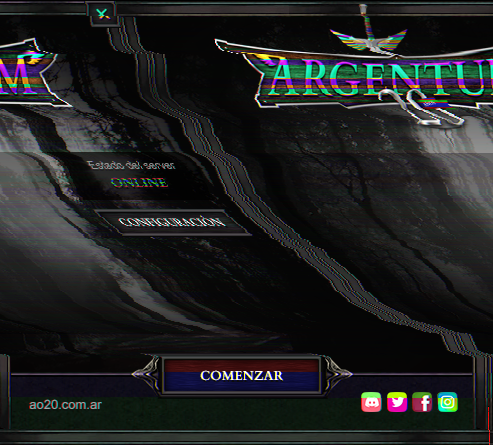 M
ARGENTU
Estado del server
ONLINE
CONFIGURACIÓN
COMENZAR
ao20.com.ar